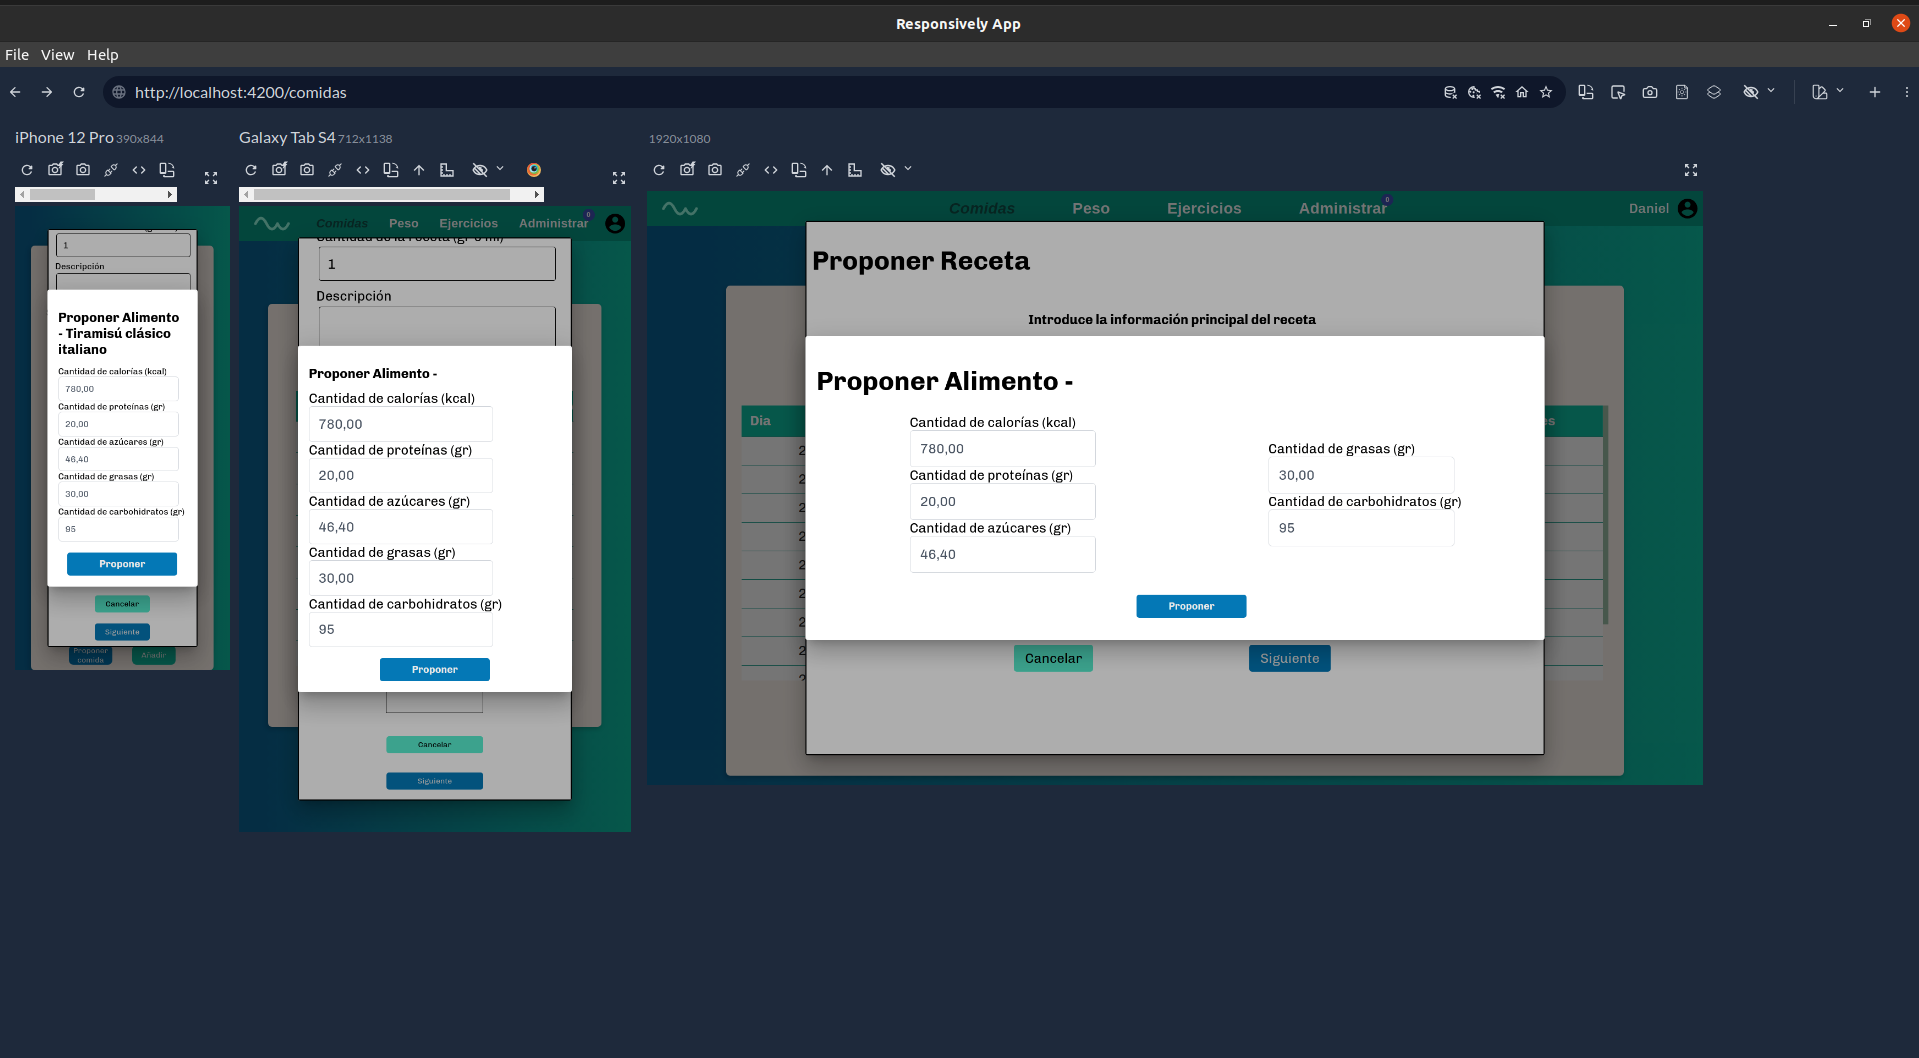 Responsively App
File View Help
http://localhost:4200/comidas
iPhone 12 Pro 390x844
1
Descripción
Proponer Alimento
- Tiramisú clásico
italiano
Cantidad de calorías (kcal)
780,00
Cantidad de proteínas (gr)
20,00
Cantidad de azúcares (gr)
46,40
Cantidad de grasas (gr)
30,00
Cantidad de carbohidratos (gr)
95
Proponer
Cancelar
Siguiente
Proponer
comida
Añadir
Galaxy Tab S4 712x1138
Comidas Peso Ejercicios Administrar 0
Cantidad de la receta (gr o ml)
1
Descripción
Proponer Alimento -
Cantidad de calorías (kcal)
780,00
Cantidad de proteínas (gr)
20,00
Cantidad de azúcares (gr)
46,40
Cantidad de grasas (gr)
30,00
Cantidad de carbohidratos (gr)
95
Proponer
Cancelar
Siguiente
1920x1080
Comidas Peso Ejercicios Administrar 0 Daniel
Proponer Receta
Introduce la información principal del receta
Proponer Alimento -
Dia
Cantidad de calorías (kcal)
780,00
Cantidad de proteínas (gr)
20,00
Cantidad de azúcares (gr)
46,40
Cantidad de grasas (gr)
30,00
Cantidad de carbohidratos (gr)
95
Proponer
Cancelar
Siguiente